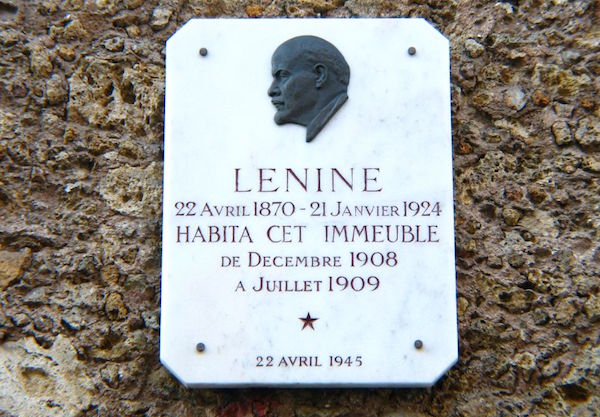 LENINE
22 AVRIL 1870 - 21 JANVIER 1924
HABITA CET IMMEUBLE
DE DECEMBRE 1908
A JUILLET 1909
22 AVRIL 1945